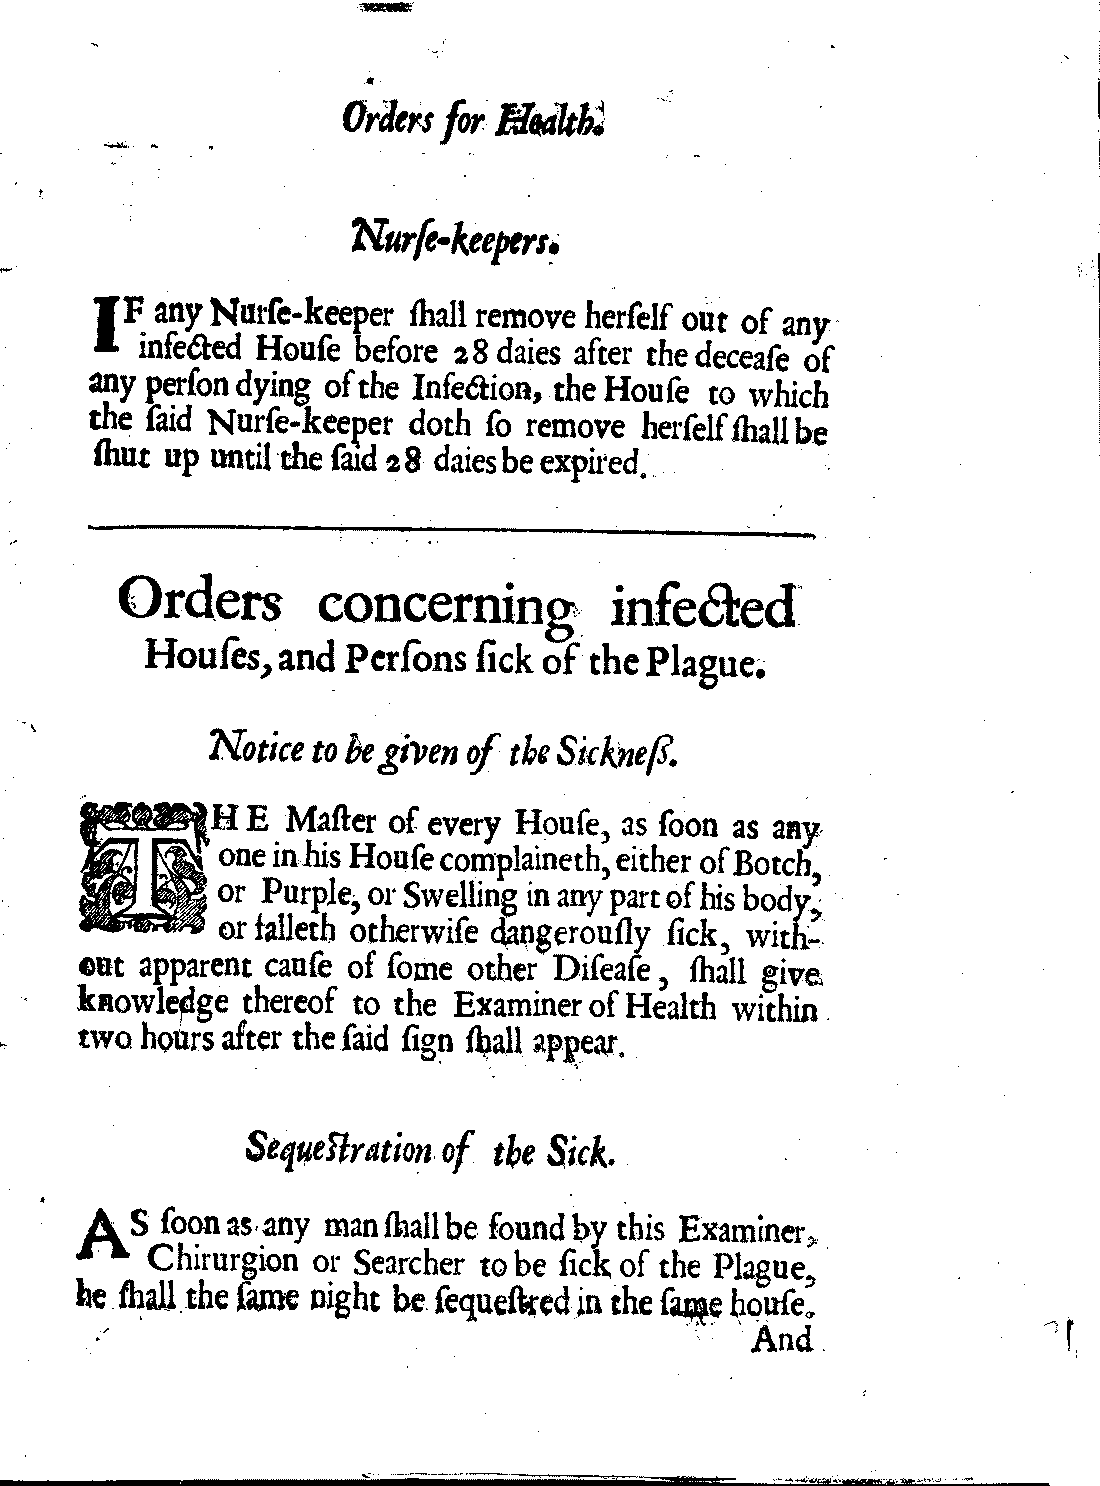 Orders for Health.
Nurſe-keepers.
IF any Nurſe-keeper ſhall remove herſelf out of any
infected Houſe before 28 daies after the deceaſe of
any perſon dying of the Infection, the Houſe to which
the ſaid Nurſe-keeper doth ſo remove herſelf ſhall be
ſhut up until the ſaid 28 daies be expired.
Orders concerning infected
Houſes, and Perſons ſick of the Plague.
Notice to be given of the Sickneß.
THE Maſter of every Houſe, as ſoon as any
one in his Houſe complaineth, either of Botch,
or Purple, or Swelling in any part of his body,
or falleth otherwiſe dangerouſly ſick, with-
out apparent cauſe of ſome other Diſeaſe, ſhall give
knowledge thereof to the Examiner of Health within
two hours after the ſaid ſign ſhall appear.
Sequeſtration of the Sick.
AS ſoon as any man ſhall be found by this Examiner,
Chirurgion or Searcher to be ſick of the Plague,
he ſhall the ſame night be ſequeſtred in the ſame houſe.
And